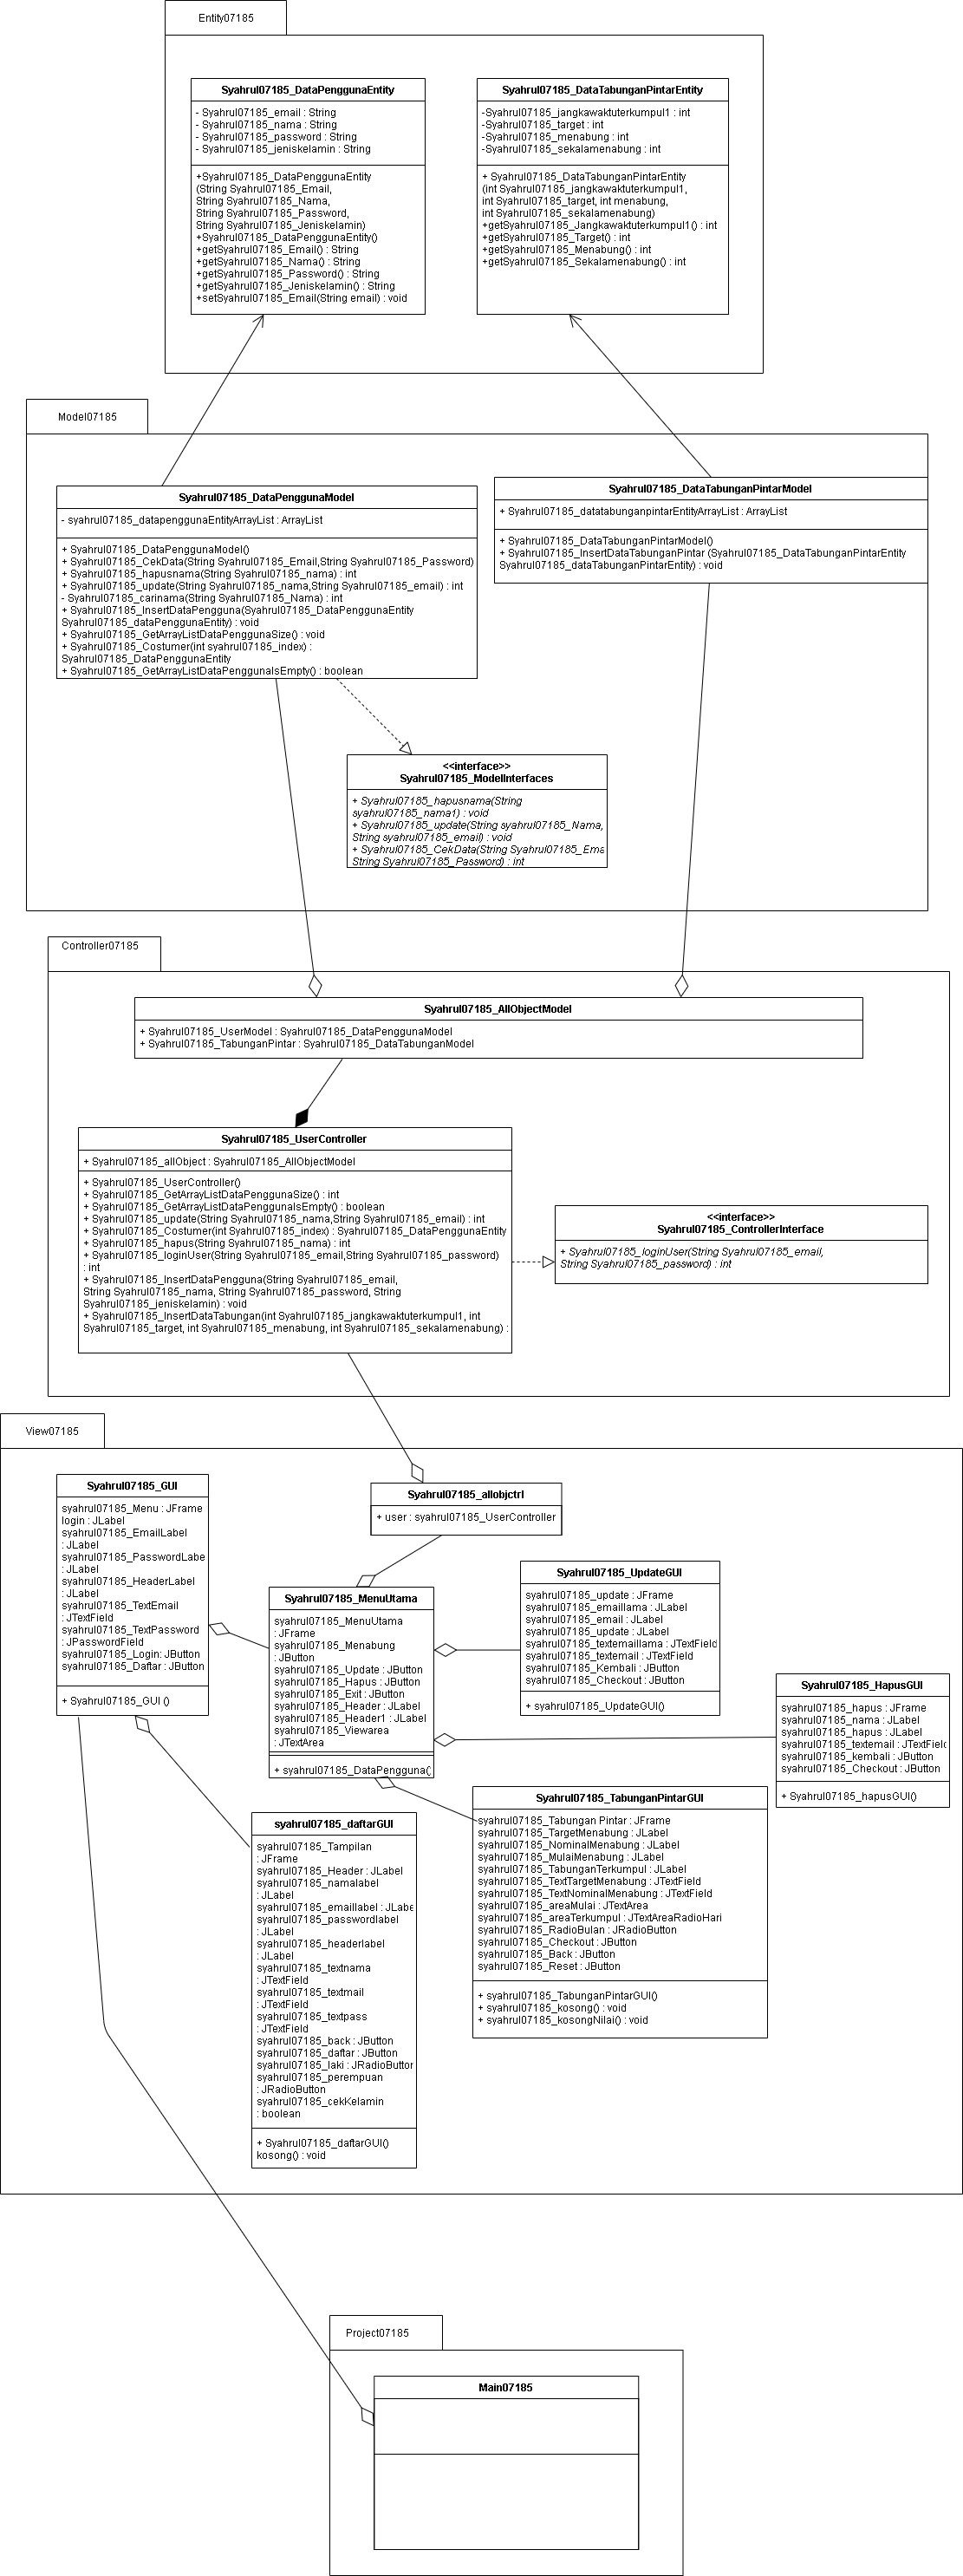 Entity07185
Syahrul07185_DataPenggunaEntity
- Syahrul07185_email : String
- Syahrul07185_nama : String
- Syahrul07185_password : String
- Syahrul07185_jeniskelamin : String
+Syahrul07185_DataPenggunaEntity
(String Syahrul07185_Email,
String Syahrul07185_Nama,
String Syahrul07185_Password,
String Syahrul07185_Jeniskelamin)
+Syahrul07185_DataPenggunaEntity()
+getSyahrul07185_Email() : String
+getSyahrul07185_Nama() : String
+getSyahrul07185_Password() : String
+getSyahrul07185_Jeniskelamin() : String
+setSyahrul07185_Email(String email) : void
Syahrul07185_DataTabunganPintarEntity
-Syahrul07185_jangkawaktuterkumpul1 : int
-Syahrul07185_target : int
-Syahrul07185_menabung : int
-Syahrul07185_sekalamenabung : int
+ Syahrul07185_DataTabunganPintarEntity
(int Syahrul07185_jangkawaktuterkumpul1,
int Syahrul07185_target, int menabung,
int Syahrul07185_sekalamenabung)
+getSyahrul07185_Jangkawaktuterkumpul1() : int
+getSyahrul07185_Target() : int
+getSyahrul07185_Menabung() : int
+getSyahrul07185_Sekalamenabung() : int
Model07185
Syahrul07185_DataPenggunaModel
- syahrul07185_datapenggunaEntityArrayList : ArrayList
+ Syahrul07185_DataPenggunaModel()
+ Syahrul07185_CekData(String Syahrul07185_Email,String Syahrul07185_Password)
+ Syahrul07185_hapusnama(String Syahrul07185_nama) : int
+ Syahrul07185_update(String Syahrul07185_nama,String Syahrul07185_email) : int
- Syahrul07185_carinama(String Syahrul07185_Nama) : int
+ Syahrul07185_InsertDataPengguna(Syahrul07185_DataPenggunaEntity
Syahrul07185_dataPenggunaEntity) : void
+ Syahrul07185_GetArrayListDataPenggunaSize() : void
+ Syahrul07185_Costumer(int syahrul07185_index) :
Syahrul07185_DataPenggunaEntity
+ Syahrul07185_GetArrayListDataPenggunaIsEmpty() : boolean
Syahrul07185_DataTabunganPintarModel
+ Syahrul07185_datatabunganpintarEntityArrayList : ArrayList
+ Syahrul07185_DataTabunganPintarModel()
+ Syahrul07185_InsertDataTabunganPintar (Syahrul07185_DataTabunganPintarEntity
Syahrul07185_dataTabunganPintarEntity) : void
<<interface>>
Syahrul07185_ModelInterfaces
+ Syahrul07185_hapusnama(String
syahrul07185_nama1) : void
+ Syahrul07185_update(String syahrul07185_Nama,
String syahrul07185_email) : void
+ Syahrul07185_CekData(String Syahrul07185_Ema
String Syahrul07185_Password) : int
Controller07185
Syahrul07185_AllObjectModel
+ Syahrul07185_UserModel : Syahrul07185_DataPenggunaModel
+ Syahrul07185_TabunganPintar : Syahrul07185_DataTabunganModel
Syahrul07185_UserController
+ Syahrul07185_allObject : Syahrul07185_AllObjectModel
+ Syahrul07185_UserController()
+ Syahrul07185_GetArrayListDataPenggunaSize() : int
+ Syahrul07185_GetArrayListDataPenggunaIsEmpty() : boolean
+ Syahrul07185_update(String Syahrul07185_nama,String Syahrul07185_email) : int
+ Syahrul07185_Costumer(int Syahrul07185_index) : Syahrul07185_DataPenggunaEntity
+ Syahrul07185_hapus(String Syahrul07185_nama) : int
+ Syahrul07185_loginUser(String Syahrul07185_email,String Syahrul07185_password)
: int
+ Syahrul07185_InsertDataPengguna(String Syahrul07185_email,
String Syahrul07185_nama, String Syahrul07185_password, String
Syahrul07185_jeniskelamin) : void
+ Syahrul07185_InsertDataTabungan(int Syahrul07185_jangkawaktuterkumpul1, int
Syahrul07185_target, int Syahrul07185_menabung, int Syahrul07185_sekalamenabung) :
<<interface>>
Syahrul07185_ControllerInterface
+ Syahrul07185_loginUser(String Syahrul07185_email,
String Syahrul07185_password) : int
View07185
Syahrul07185_GUI
syahrul07185_Menu : JFrame
login : JLabel
syahrul07185_EmailLabel
: JLabel
syahrul07185_PasswordLabe
: JLabel
syahrul07185_HeaderLabel
: JLabel
syahrul07185_TextEmail
: JTextField
syahrul07185_TextPassword
: JPasswordField
syahrul07185_Login: JButton
syahrul07185_Daftar : JButton
+ Syahrul07185_GUI ()
Syahrul07185_allobjctrl
+ user : syahrul07185_UserController
Syahrul07185_MenuUtama
syahrul07185_MenuUtama
: JFrame
syahrul07185_Menabung
: JButton
syahrul07185_Update : JButton
syahrul07185_Hapus : JButton
syahrul07185_Exit : JButton
syahrul07185_Header : JLabel
syahrul07185_Header1 : JLabel
syahrul07185_Viewarea
: JTextArea
+ syahrul07185_DataPengguna()
Syahrul07185_UpdateGUI
syahrul07185_update : JFrame
syahrul07185_emaillama : JLabel
syahrul07185_email : JLabel
syahrul07185_update : JLabel
syahrul07185_textemaillama : JTextField
syahrul07185_textemail : JTextField
syahrul07185_Kembali : JButton
syahrul07185_Checkout : JButton
+ syahrul07185_UpdateGUI()
Syahrul07185_HapusGUI
syahrul07185_hapus : JFrame
syahrul07185_nama : JLabel
syahrul07185_hapus : JLabel
syahrul07185_textemail : JTextField
syahrul07185_kembali : JButton
syahrul07185_Checkout : JButton
+ Syahrul07185_hapusGUI()
syahrul07185_daftarGUI
syahrul07185_Tampilan
: JFrame
syahrul07185_Header : JLabel
syahrul07185_namalabel
: JLabel
syahrul07185_emaillabel : JLabe
syahrul07185_passwordlabel
: JLabel
syahrul07185_headerlabel
: JLabel
syahrul07185_textnama
: JTextField
syahrul07185_textmail
: JTextField
syahrul07185_textpass
: JTextField
syahrul07185_back : JButton
syahrul07185_daftar : JButton
syahrul07185_laki : JRadioButton
syahrul07185_perempuan
: JRadioButton
syahrul07185_cekKelamin
: boolean
+ Syahrul07185_daftarGUI()
kosong() : void
Syahrul07185_TabunganPintarGUI
syahrul07185_Tabungan Pintar : JFrame
syahrul07185_TargetMenabung : JLabel
syahrul07185_NominalMenabung : JLabel
syahrul07185_MulaiMenabung : JLabel
syahrul07185_TabunganTerkumpul : JLabel
syahrul07185_TextTargetMenabung : JTextField
syahrul07185_TextNominalMenabung : JTextField
syahrul07185_areaMulai : JTextArea
syahrul07185_areaTerkumpul : JTextAreaRadioHari
syahrul07185_RadioBulan : JRadioButton
syahrul07185_Checkout : JButton
syahrul07185_Back : JButton
syahrul07185_Reset : JButton
+ syahrul07185_TabunganPintarGUI()
+ syahrul07185_kosong() : void
+ syahrul07185_kosongNilai() : void
Project07185
Main07185